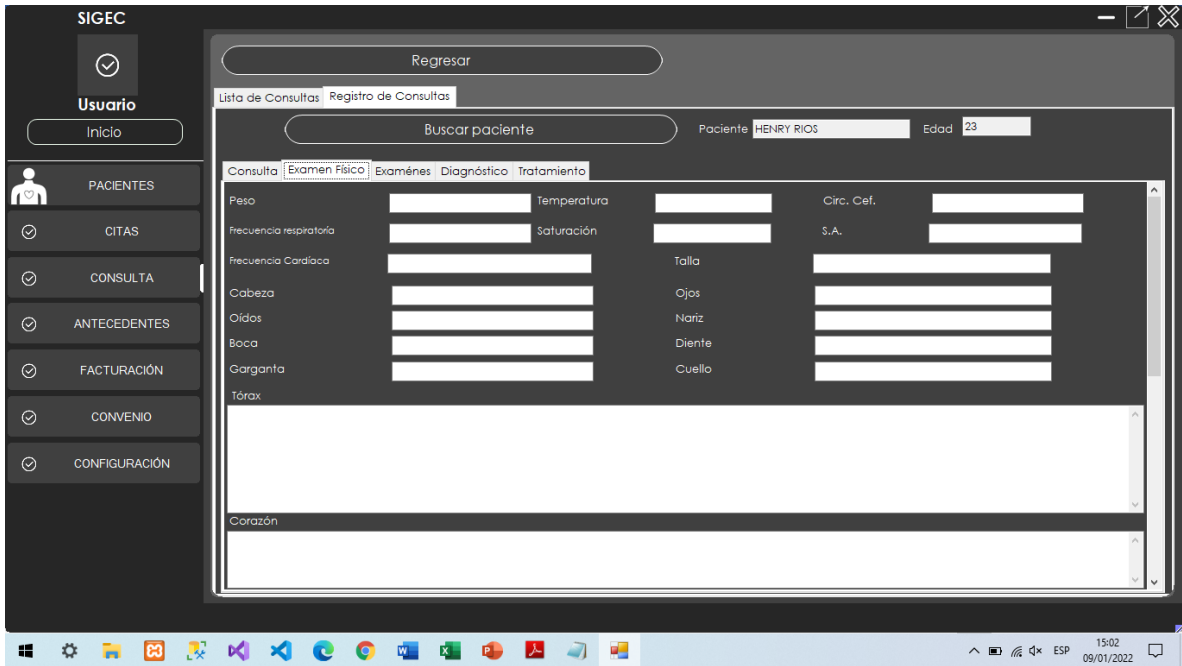 SIGEC
Usuario
Inicio
PACIENTES
CITAS
CONSULTA
ANTECEDENTES
FACTURACIÓN
CONVENIO
CONFIGURACIÓN
Regresar
Lista de Consultas Registro de Consultas
Buscar paciente Paciente HENRY RIOS Edad 23
Consulta Examen Físico Examénes Diagnóstico Tratamiento
Peso Temperatura Circ. Cef.
Frecuencia respiratoría Saturación S.A.
Frecuencia Cardíaca Talla
Cabeza Ojos
Oídos Nariz
Boca Diente
Garganta Cuello
Tórax
Corazón
ESP 15:02
09/01/2022